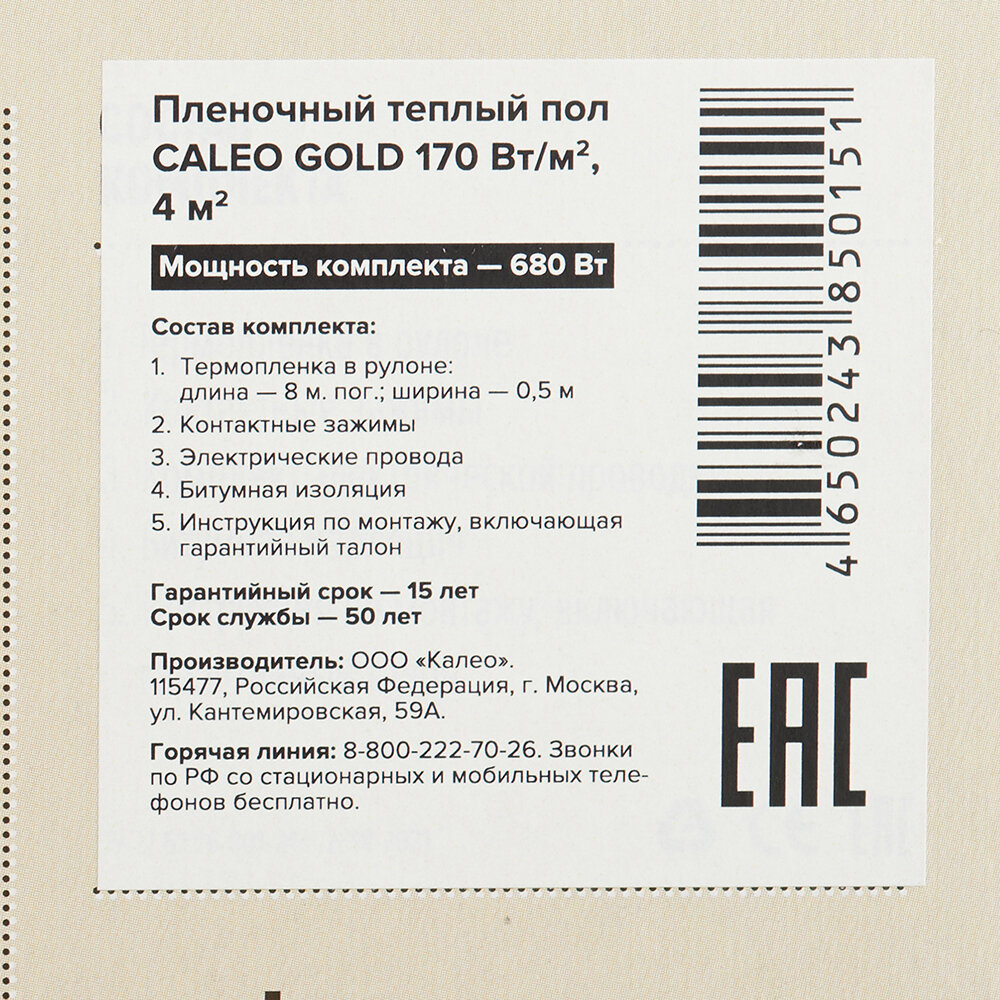 Пленочный теплый пол
CALEO GOLD 170 Вт/м²,
4 м²
Мощность комплекта — 680 Вт
Состав комплекта:
1. Термопленка в рулоне:
длина — 8 м. пог.; ширина — 0,5 м
2. Контактные зажимы
3. Электрические провода
4. Битумная изоляция
5. Инструкция по монтажу, включающая
гарантийный талон
Гарантийный срок — 15 лет
Срок службы — 50 лет
Производитель: ООО «Калео».
115477, Российская Федерация, г. Москва,
ул. Кантемировская, 59А.
Горячая линия: 8-800-222-70-26. Звонки
по РФ со стационарных и мобильных теле-
фонов бесплатно.
4 650243 850151
EAC